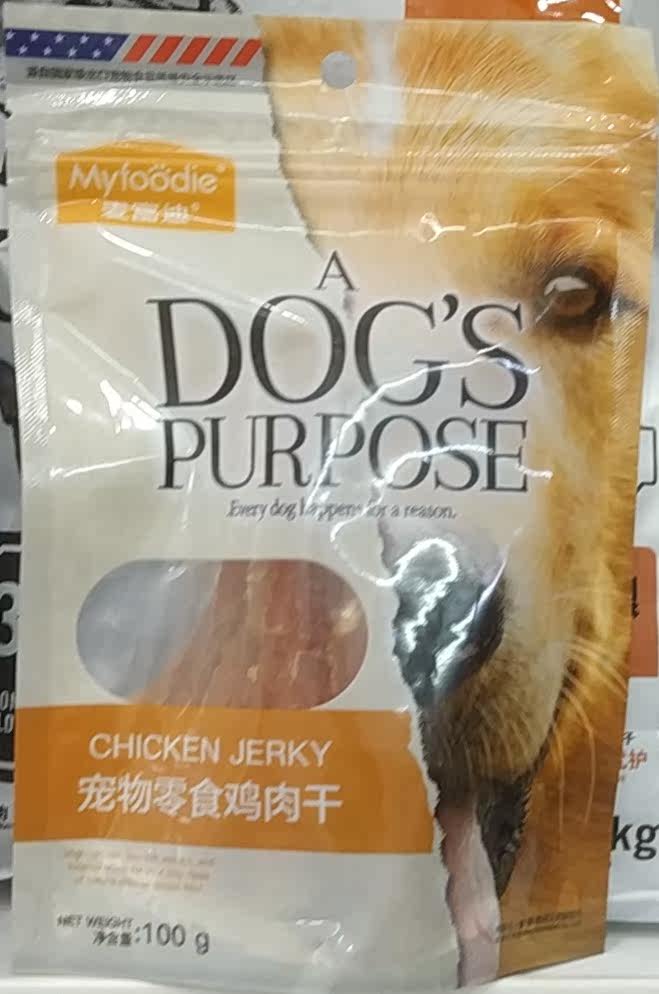 Myfoodie®
麦富迪®
A
DOG'S
PURPOSE
Every dog happens for a reason.
CHICKEN JERKY
宠物零食鸡肉干
NET WEIGHT
净含量:100 g
kg